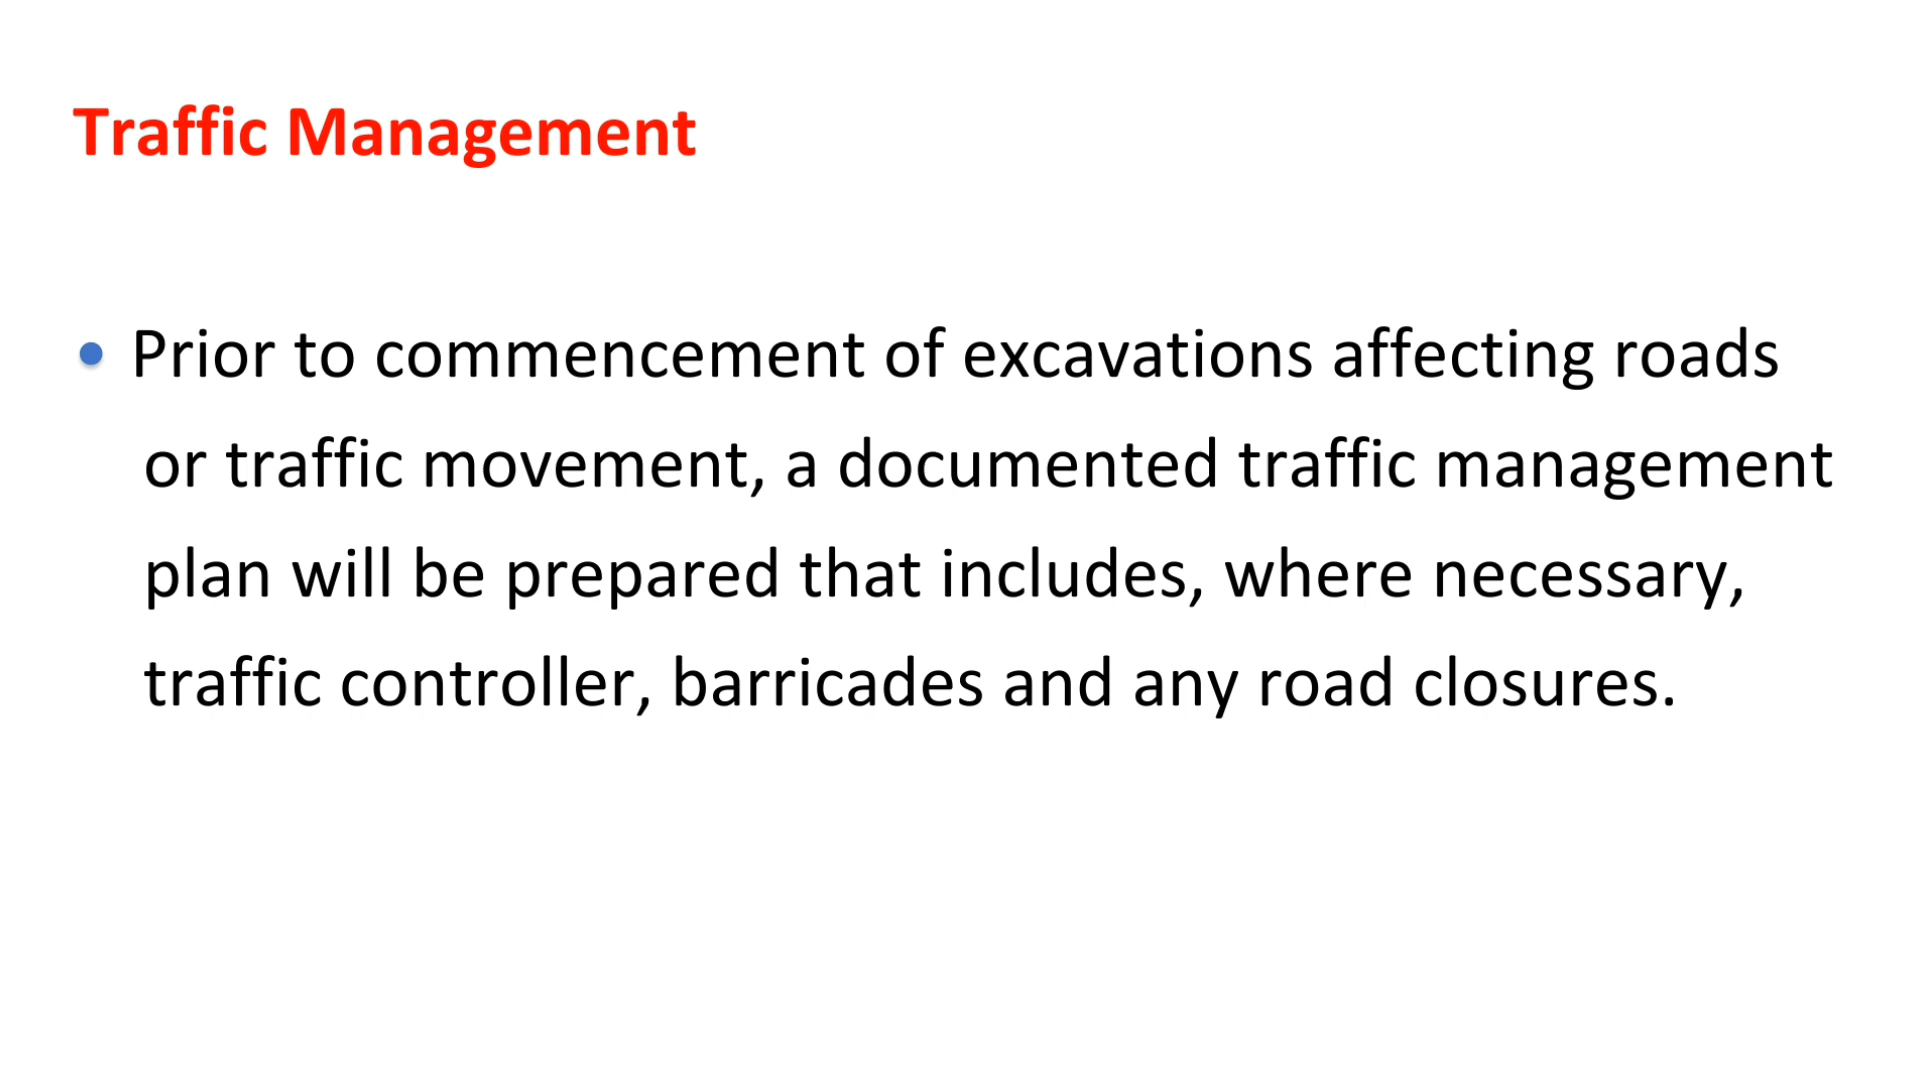 Traffic Management
• Prior to commencement of excavations affecting roads
or traffic movement, a documented traffic management
plan will be prepared that includes, where necessary,
traffic controller, barricades and any road closures.